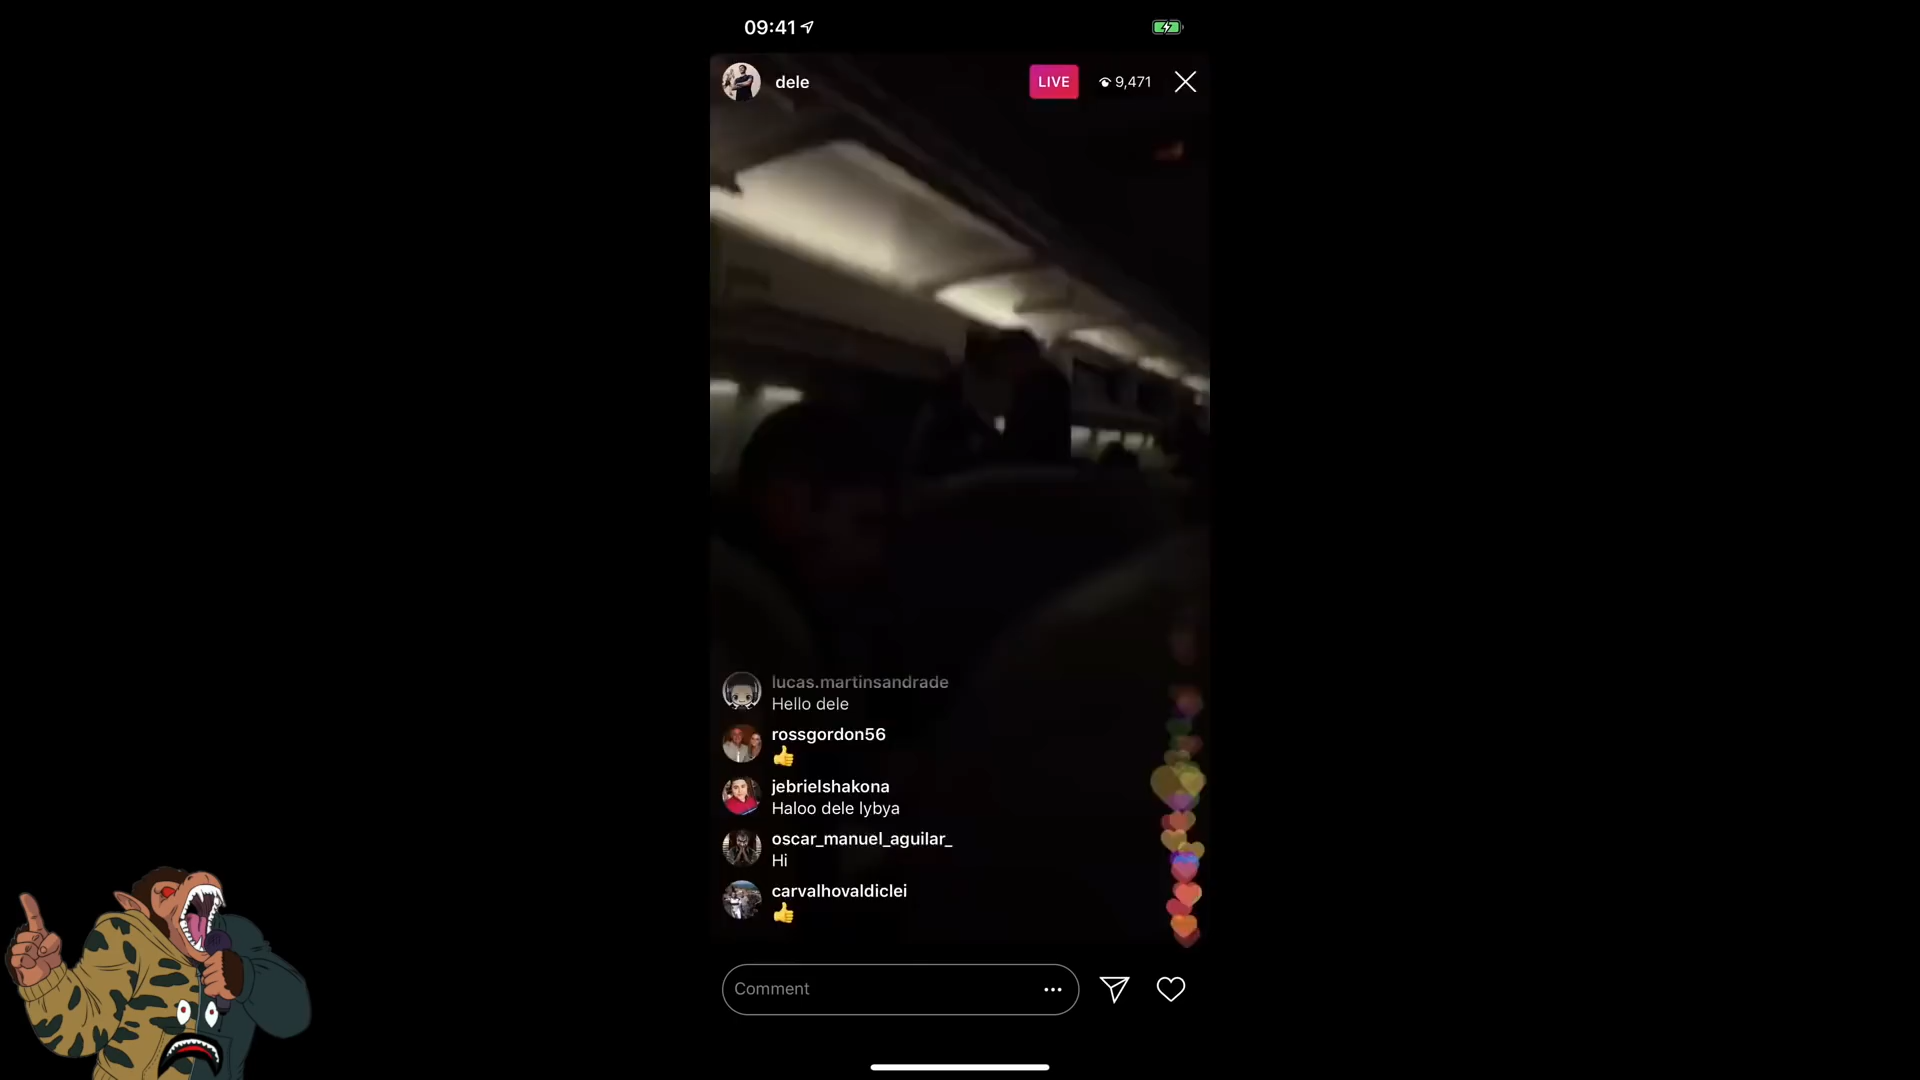 09:41
dele
LIVE
9,471
lucas.martinsandrade
Hello dele
rossgordon56
👍
jebrielshakona
Haloo dele lybya
oscar_manuel_aguilar_
Hi
carvalhovaldiclei
👍
Comment